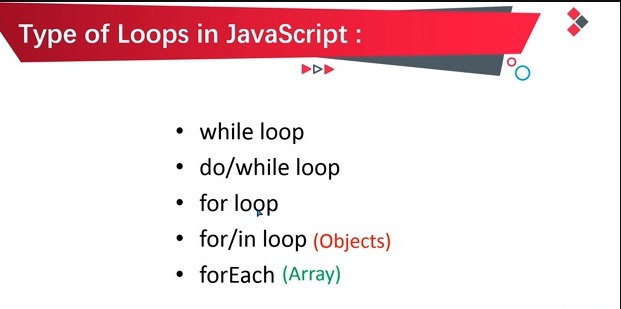 Type of Loops in JavaScript :
• while loop
• do/while loop
• for loop
• for/in loop (Objects)
• forEach (Array)